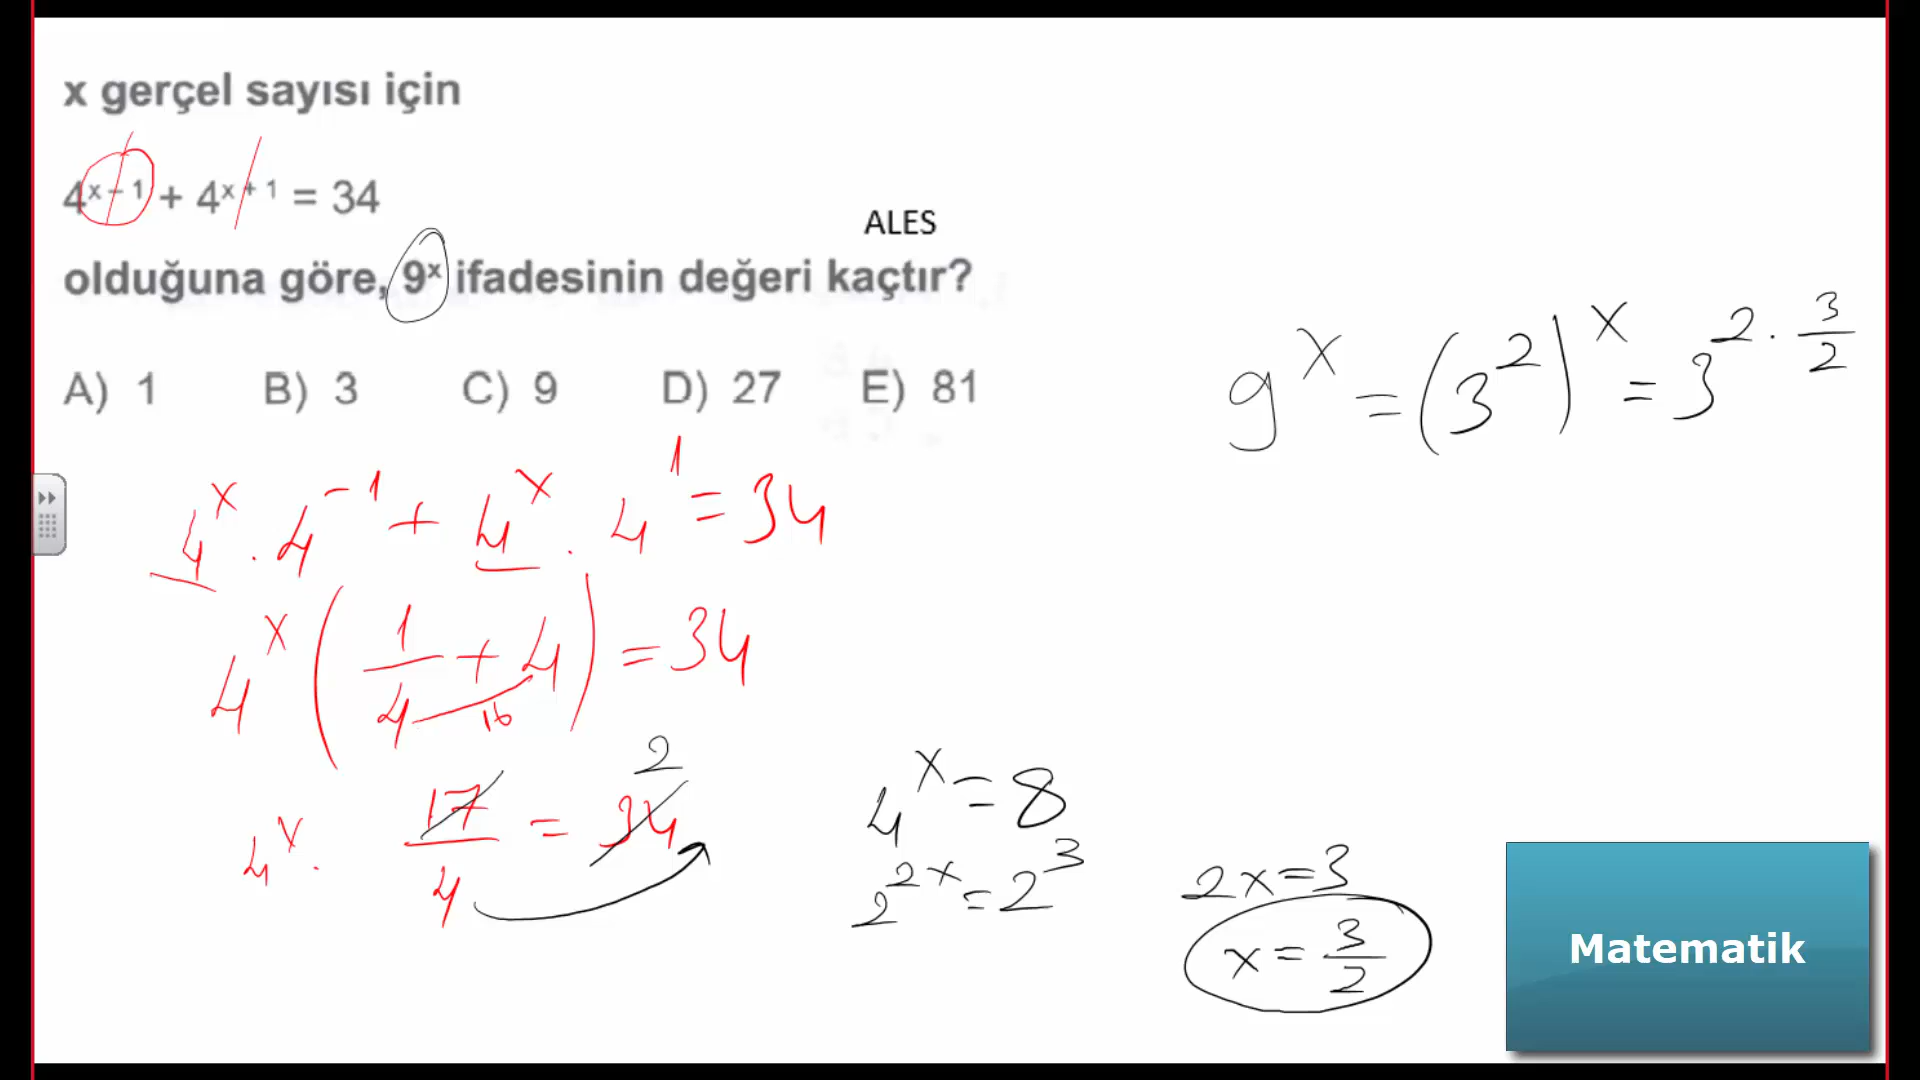 x gerçel sayısı için
4^(x − 1) + 4^(x + 1) = 34
ALES
olduğuna göre, 9^x ifadesinin değeri kaçtır?
A) 1 B) 3 C) 9 D) 27 E) 81
9^x = (3^2)^x = 3^(2 · 3/2)
4^x · 4^-1 + 4^x · 4^1 = 34
4^x (1/4 + 4) = 34
16
2
4^x · 17/4 = 34
4^x = 8
2^2x = 2^3
2x = 3
x = 3/2
Matematik